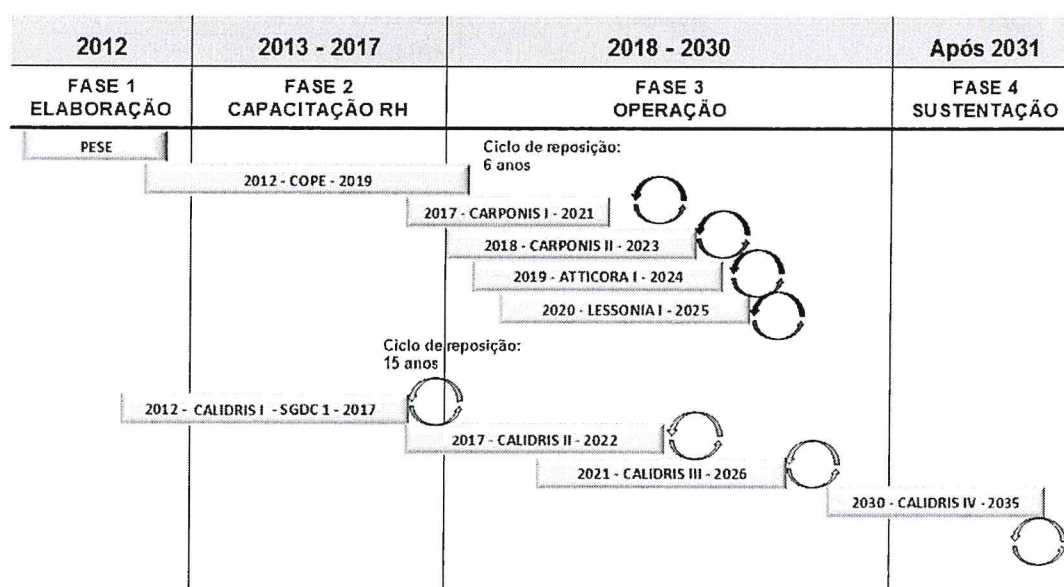 2012
2013 - 2017
2018 - 2030
Após 2031
FASE 1
ELABORAÇÃO
FASE 2
CAPACITAÇÃO RH
FASE 3
OPERAÇÃO
FASE 4
SUSTENTAÇÃO
PESE
Ciclo de reposição:
6 anos
2012 - COPE - 2019
2017 - CARPONIS I - 2021
2018 - CARPONIS II - 2023
2019 - ATTICORA I - 2024
2020 - LESSONIA I - 2025
Ciclo de reposição:
15 anos
2012 - CALIDRIS I - SGDC 1 - 2017
2017 - CALIDRIS II - 2022
2021 - CALIDRIS III - 2026
2030 - CALIDRIS IV - 2035